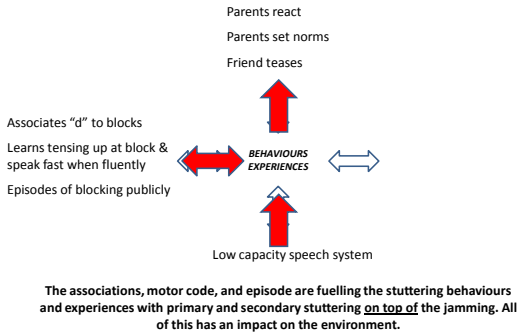 Parents react
Parents set norms
Friend teases
Associates “d” to blocks
Learns tensing up at block &
speak fast when fluently
Episodes of blocking publicly
BEHAVIOURS
EXPERIENCES
Low capacity speech system
The associations, motor code, and episode are fuelling the stuttering behaviours
and experiences with primary and secondary stuttering on top of the jamming. All
of this has an impact on the environment.